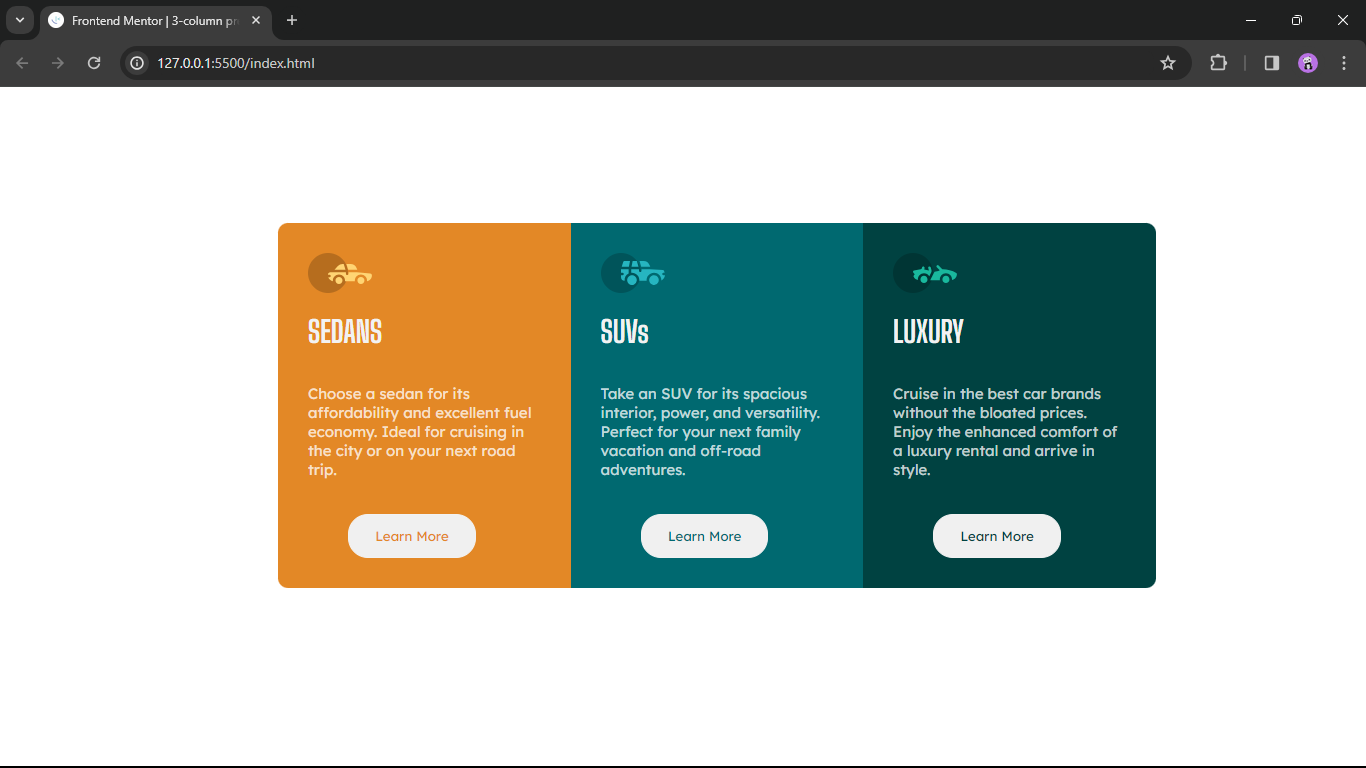 Frontend Mentor | 3-column pr
127.0.0.1:5500/index.html
SEDANS
Choose a sedan for its
affordability and excellent fuel
economy. Ideal for cruising in
the city or on your next road
trip.
Learn More
SUVs
Take an SUV for its spacious
interior, power, and versatility.
Perfect for your next family
vacation and off-road
adventures.
Learn More
LUXURY
Cruise in the best car brands
without the bloated prices.
Enjoy the enhanced comfort of
a luxury rental and arrive in
style.
Learn More